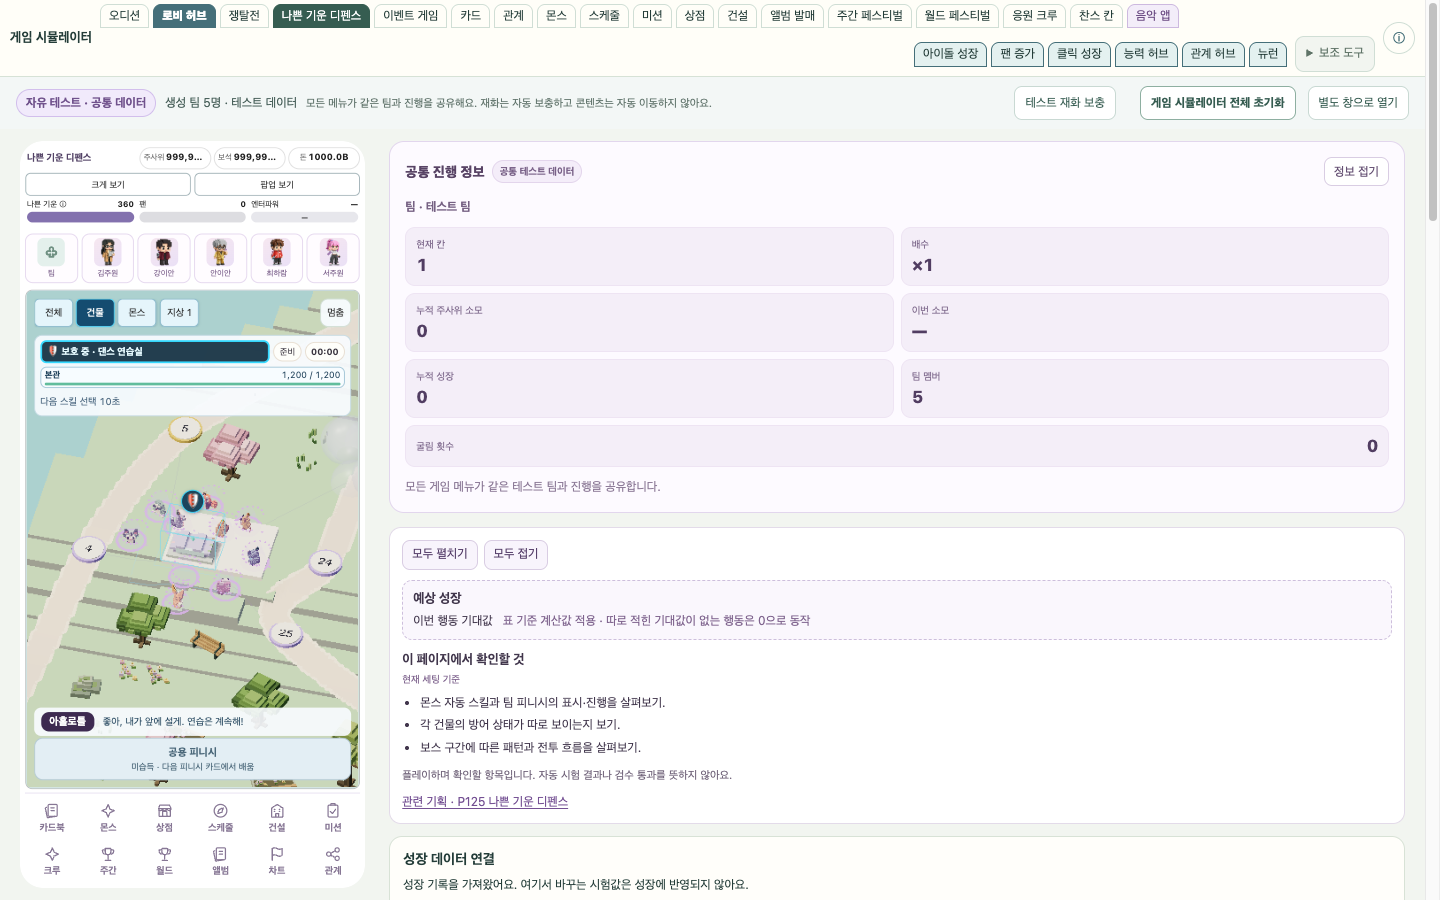 오디션 로비 허브 쟁탈전 나쁜 기운 디펜스 이벤트 게임 카드 관계 몬스 스케줄 미션 상점 건설 앨범 발매 주간 페스티벌 월드 페스티벌 응원 크루 찬스 칸 음악 앱
게임 시뮬레이터
아이돌 성장 팬 증가 클릭 성장 능력 허브 관계 허브 뉴런 ▶ 보조 도구 ⓘ
자유 테스트 · 공통 데이터 생성 팀 5명 · 테스트 데이터 모든 메뉴가 같은 팀과 진행을 공유해요. 재화는 자동 보충하고 콘텐츠는 자동 이동하지 않아요. 테스트 재화 보충 게임 시뮬레이터 전체 초기화 별도 창으로 열기
나쁜 기운 디펜스 주사위 999,9... 보석 999,99... 돈 1000.0B
크게 보기 팝업 보기
나쁜 기운 ⓘ 360 팬 0 엔터파워 —
—
팀 김주원 강이안 안이안 최하람 서주원
전체 건물 몬스 지상 1 멈춤
보호 중 · 댄스 연습실 준비 00:00
본관 1,200 / 1,200
다음 스킬 선택 10초
5
4
24
25
아홀로틀 좋아, 내가 앞에 설게. 연습은 계속해!
공용 피니시
미습득 · 다음 피니시 카드에서 배움
카드북 몬스 상점 스케줄 건설 미션
크루 주간 월드 앨범 차트 관계
공통 진행 정보 공통 테스트 데이터 정보 접기
팀 · 테스트 팀
현재 칸
1
배수
×1
누적 주사위 소모
0
이번 소모
—
누적 성장
0
팀 멤버
5
굴림 횟수 0
모든 게임 메뉴가 같은 테스트 팀과 진행을 공유합니다.
모두 펼치기 모두 접기
예상 성장
이번 행동 기대값 표 기준 계산값 적용 · 따로 적힌 기대값이 없는 행동은 0으로 동작
이 페이지에서 확인할 것
현재 세팅 기준
• 몬스 자동 스킬과 팀 피니시의 표시·진행을 살펴보기.
• 각 건물의 방어 상태가 따로 보이는지 보기.
• 보스 구간에 따른 패턴과 전투 흐름을 살펴보기.
플레이하며 확인할 항목입니다. 자동 시험 결과나 검수 통과를 뜻하지 않아요.
관련 기획 · P125 나쁜 기운 디펜스
성장 데이터 연결
성장 기록을 가져왔어요. 여기서 바꾸는 시험값은 성장에 반영되지 않아요.